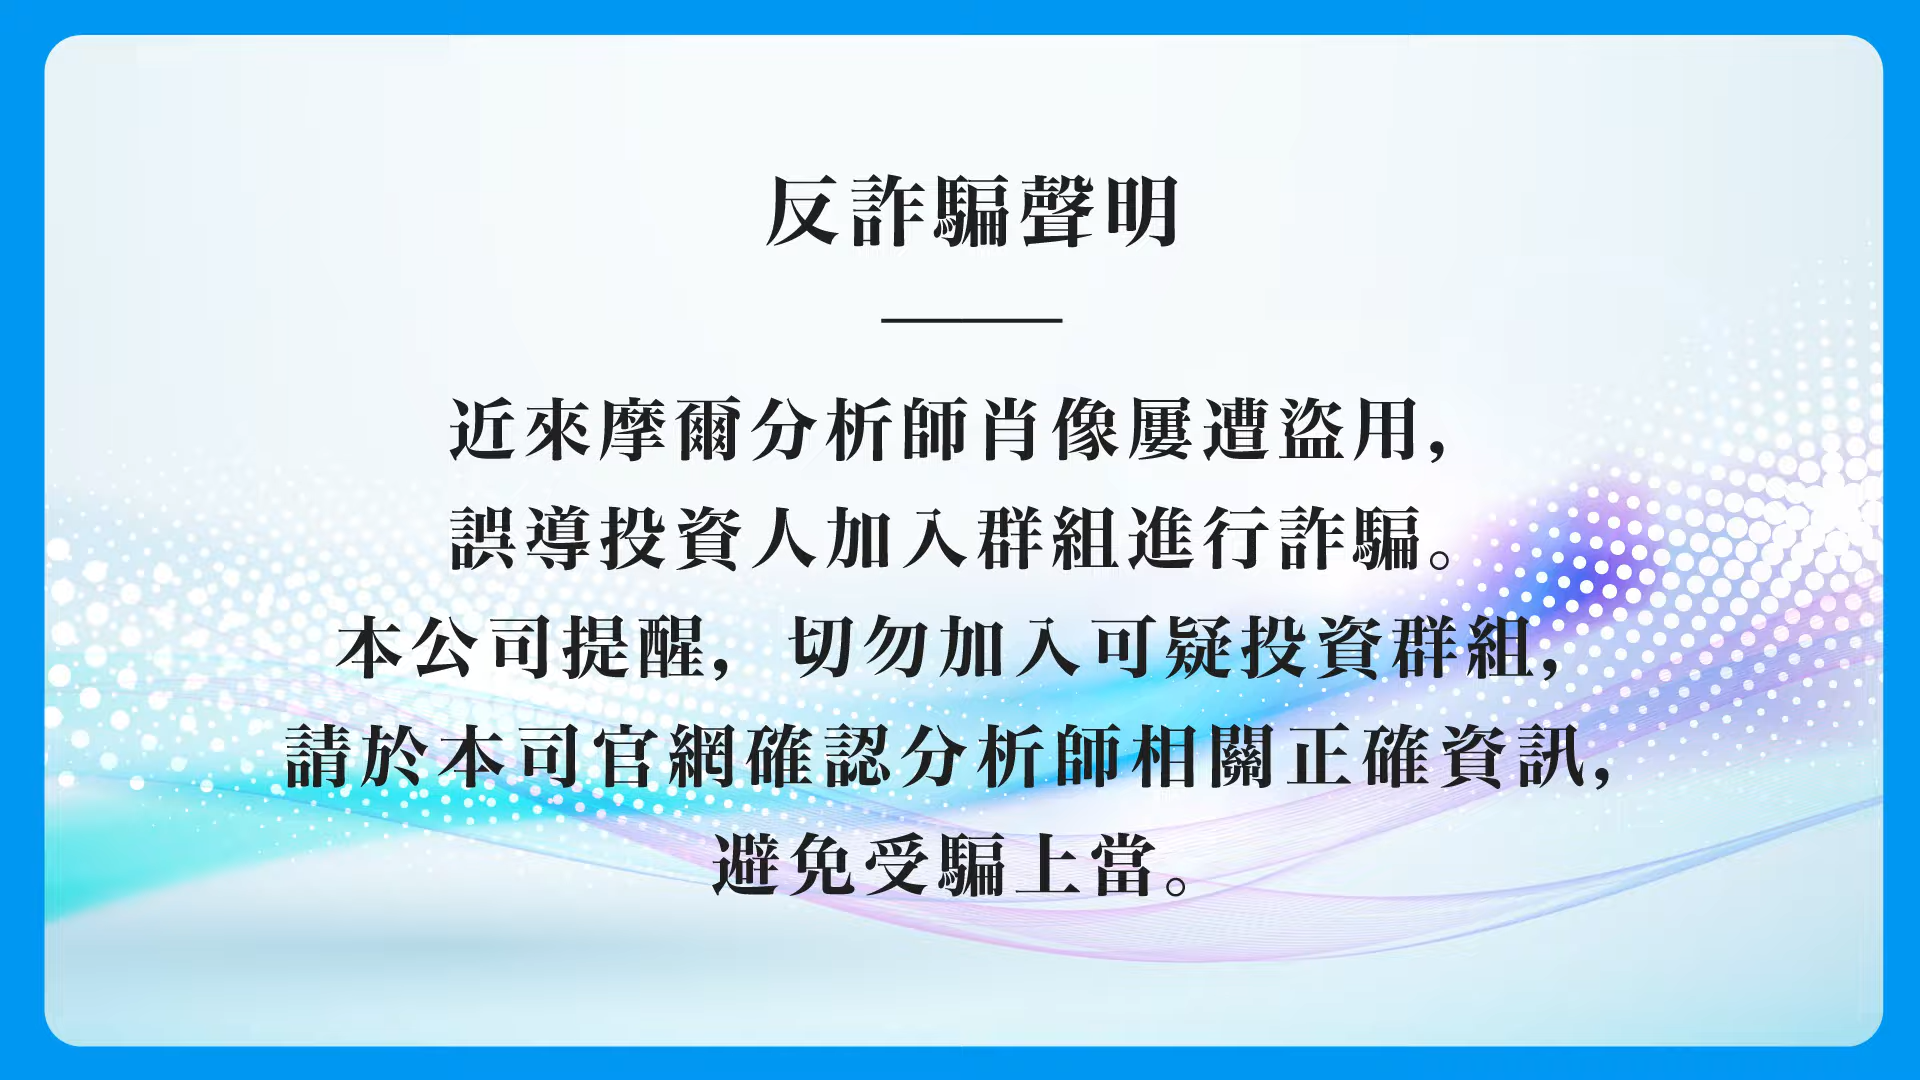 反詐騙聲明
近來摩爾分析師肖像屢遭盜用，
誤導投資人加入群組進行詐騙。
本公司提醒，切勿加入可疑投資群組，
請於本司官網確認分析師相關正確資訊，
避免受騙上當。